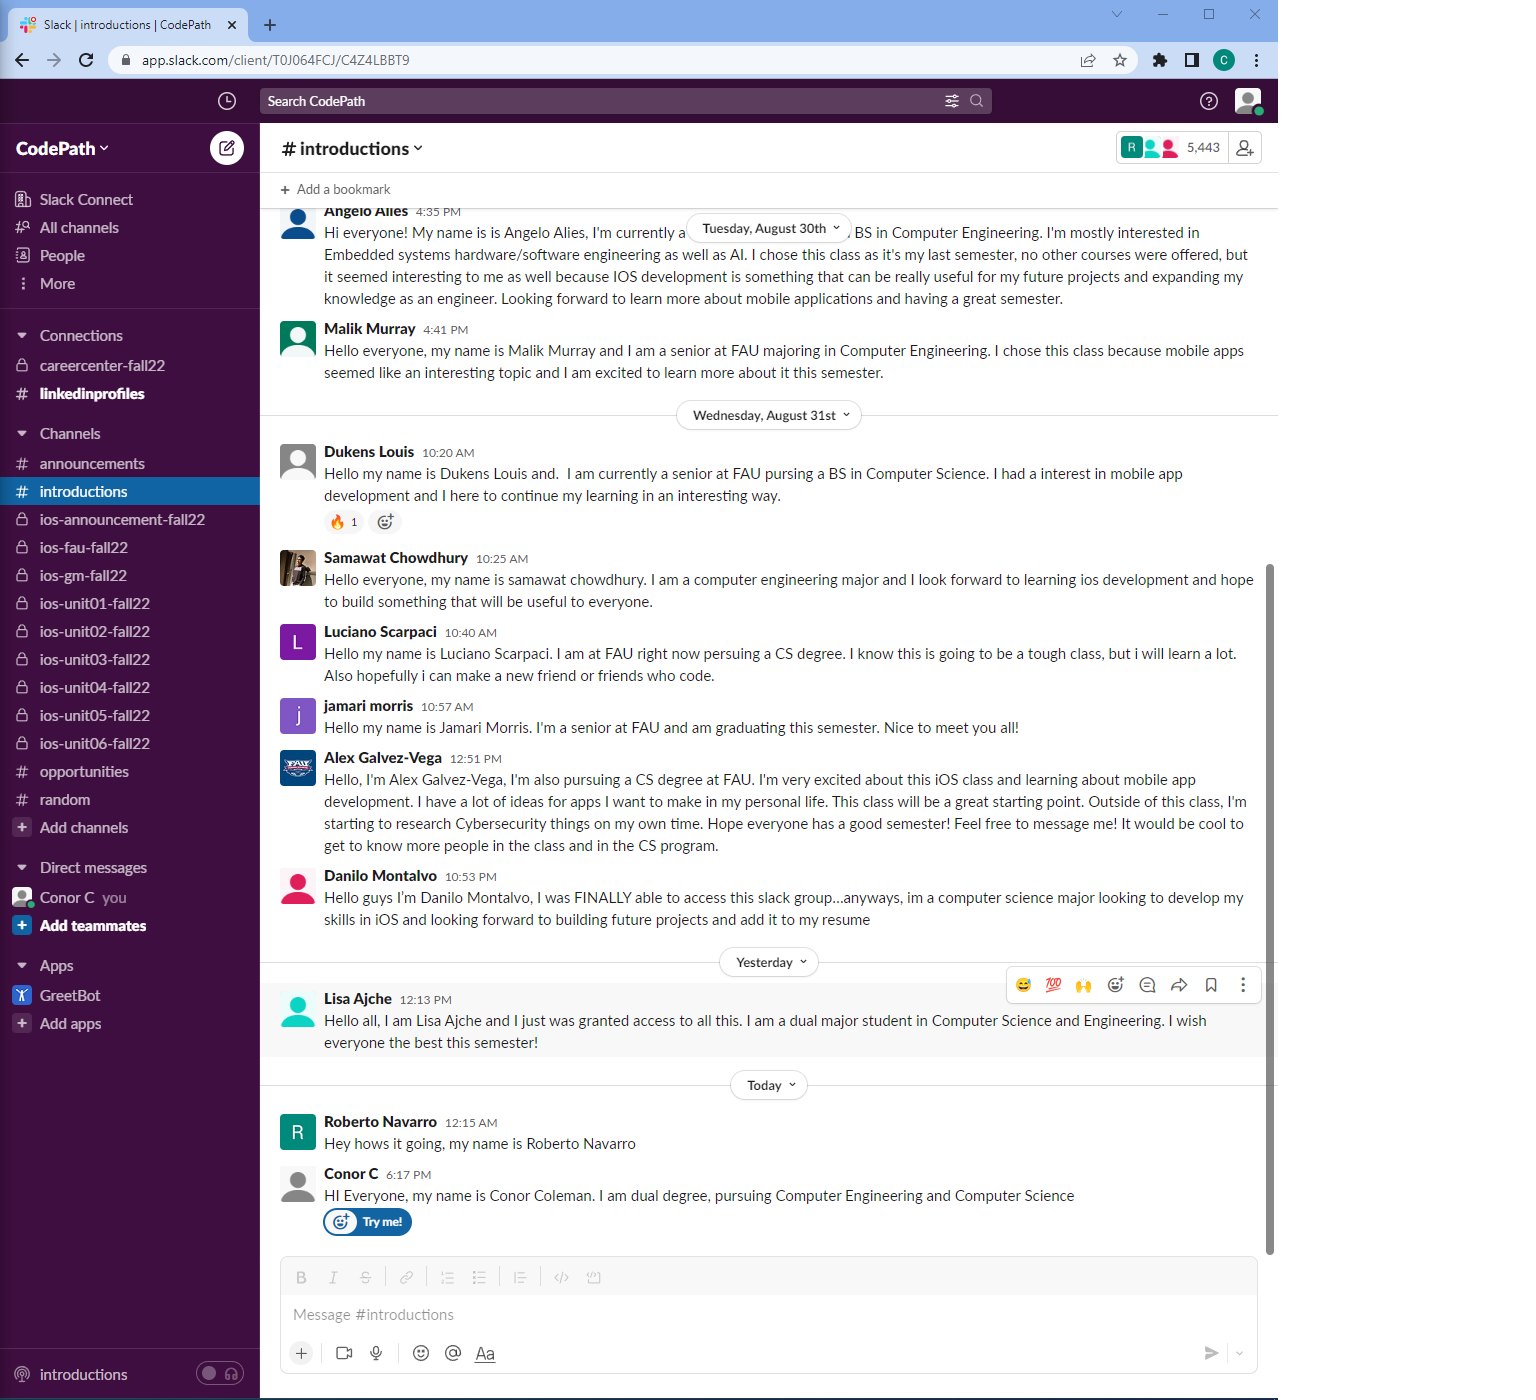 Slack | introductions | CodePath
app.slack.com/client/T0J064FCJ/C4Z4LBBT9
C
Search CodePath
CodePath
Slack Connect
All channels
People
More
Connections
careercenter-fall22
# linkedinprofiles
Channels
# announcements
# introductions
ios-announcement-fall22
ios-fau-fall22
ios-gm-fall22
ios-unit01-fall22
ios-unit02-fall22
ios-unit03-fall22
ios-unit04-fall22
ios-unit05-fall22
ios-unit06-fall22
# opportunities
# random
+ Add channels
Direct messages
Conor C you
+ Add teammates
Apps
GreetBot
+ Add apps
introductions
# introductions
R 5,443
+ Add a bookmark
Angelo Alies 4:35 PM
Tuesday, August 30th
Hi everyone! My name is is Angelo Alies, I'm currently a BS in Computer Engineering. I'm mostly interested in
Embedded systems hardware/software engineering as well as AI. I chose this class as it's my last semester, no other courses were offered, but
it seemed interesting to me as well because IOS development is something that can be really useful for my future projects and expanding my
knowledge as an engineer. Looking forward to learn more about mobile applications and having a great semester.
Malik Murray 4:41 PM
Hello everyone, my name is Malik Murray and I am a senior at FAU majoring in Computer Engineering. I chose this class because mobile apps
seemed like an interesting topic and I am excited to learn more about it this semester.
Wednesday, August 31st
Dukens Louis 10:20 AM
Hello my name is Dukens Louis and.  I am currently a senior at FAU pursing a BS in Computer Science. I had a interest in mobile app
development and I here to continue my learning in an interesting way.
🔥 1
Samawat Chowdhury 10:25 AM
Hello everyone, my name is samawat chowdhury. I am a computer engineering major and I look forward to learning ios development and hope
to build something that will be useful to everyone.
L
Luciano Scarpaci 10:40 AM
Hello my name is Luciano Scarpaci. I am at FAU right now persuing a CS degree. I know this is going to be a tough class, but i will learn a lot.
Also hopefully i can make a new friend or friends who code.
j
jamari morris 10:57 AM
Hello my name is Jamari Morris. I'm a senior at FAU and am graduating this semester. Nice to meet you all!
FAU
Alex Galvez-Vega 12:51 PM
Hello, I'm Alex Galvez-Vega, I'm also pursuing a CS degree at FAU. I'm very excited about this iOS class and learning about mobile app
development. I have a lot of ideas for apps I want to make in my personal life. This class will be a great starting point. Outside of this class, I'm
starting to research Cybersecurity things on my own time. Hope everyone has a good semester! Feel free to message me! It would be cool to
get to know more people in the class and in the CS program.
Danilo Montalvo 10:53 PM
Hello guys I'm Danilo Montalvo, I was FINALLY able to access this slack group...anyways, im a computer science major looking to develop my
skills in iOS and looking forward to building future projects and add it to my resume
Yesterday
Lisa Ajche 12:13 PM
Hello all, I am Lisa Ajche and I just was granted access to all this. I am a dual major student in Computer Science and Engineering. I wish
everyone the best this semester!
Today
R
Roberto Navarro 12:15 AM
Hey hows it going, my name is Roberto Navarro
Conor C 6:17 PM
HI Everyone, my name is Conor Coleman. I am dual degree, pursuing Computer Engineering and Computer Science
Try me!
B I S
Message #introductions
+ @ Aa